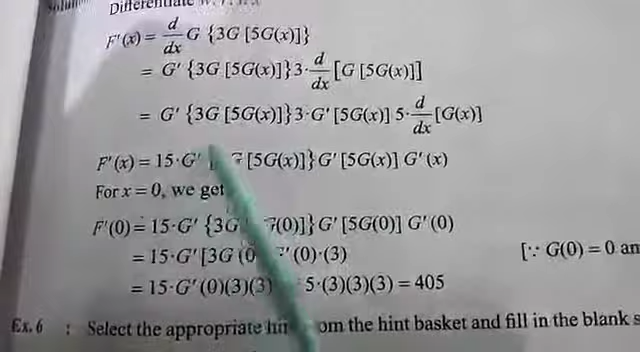 Differentiate w. r. t. x
F'(x) = d/dx G {3G [5G(x)]}
= G' {3G [5G(x)]}3· d/dx [G [5G(x)]]
= G' {3G [5G(x)]}3·G' [5G(x)] 5· d/dx [G(x)]
F'(x) = 15·G' G [5G(x)]}G' [5G(x)] G' (x)
For x = 0, we get
F'(0) = 15·G' {3G G(0)]}G' [5G(0)] G' (0)
= 15·G'[3G (0 G'(0)·(3) [∵ G(0) = 0 an
= 15·G'(0)(3)(3) 5·(3)(3)(3) = 405
Ex. 6 : Select the appropriate hin om the hint basket and fill in the blank s